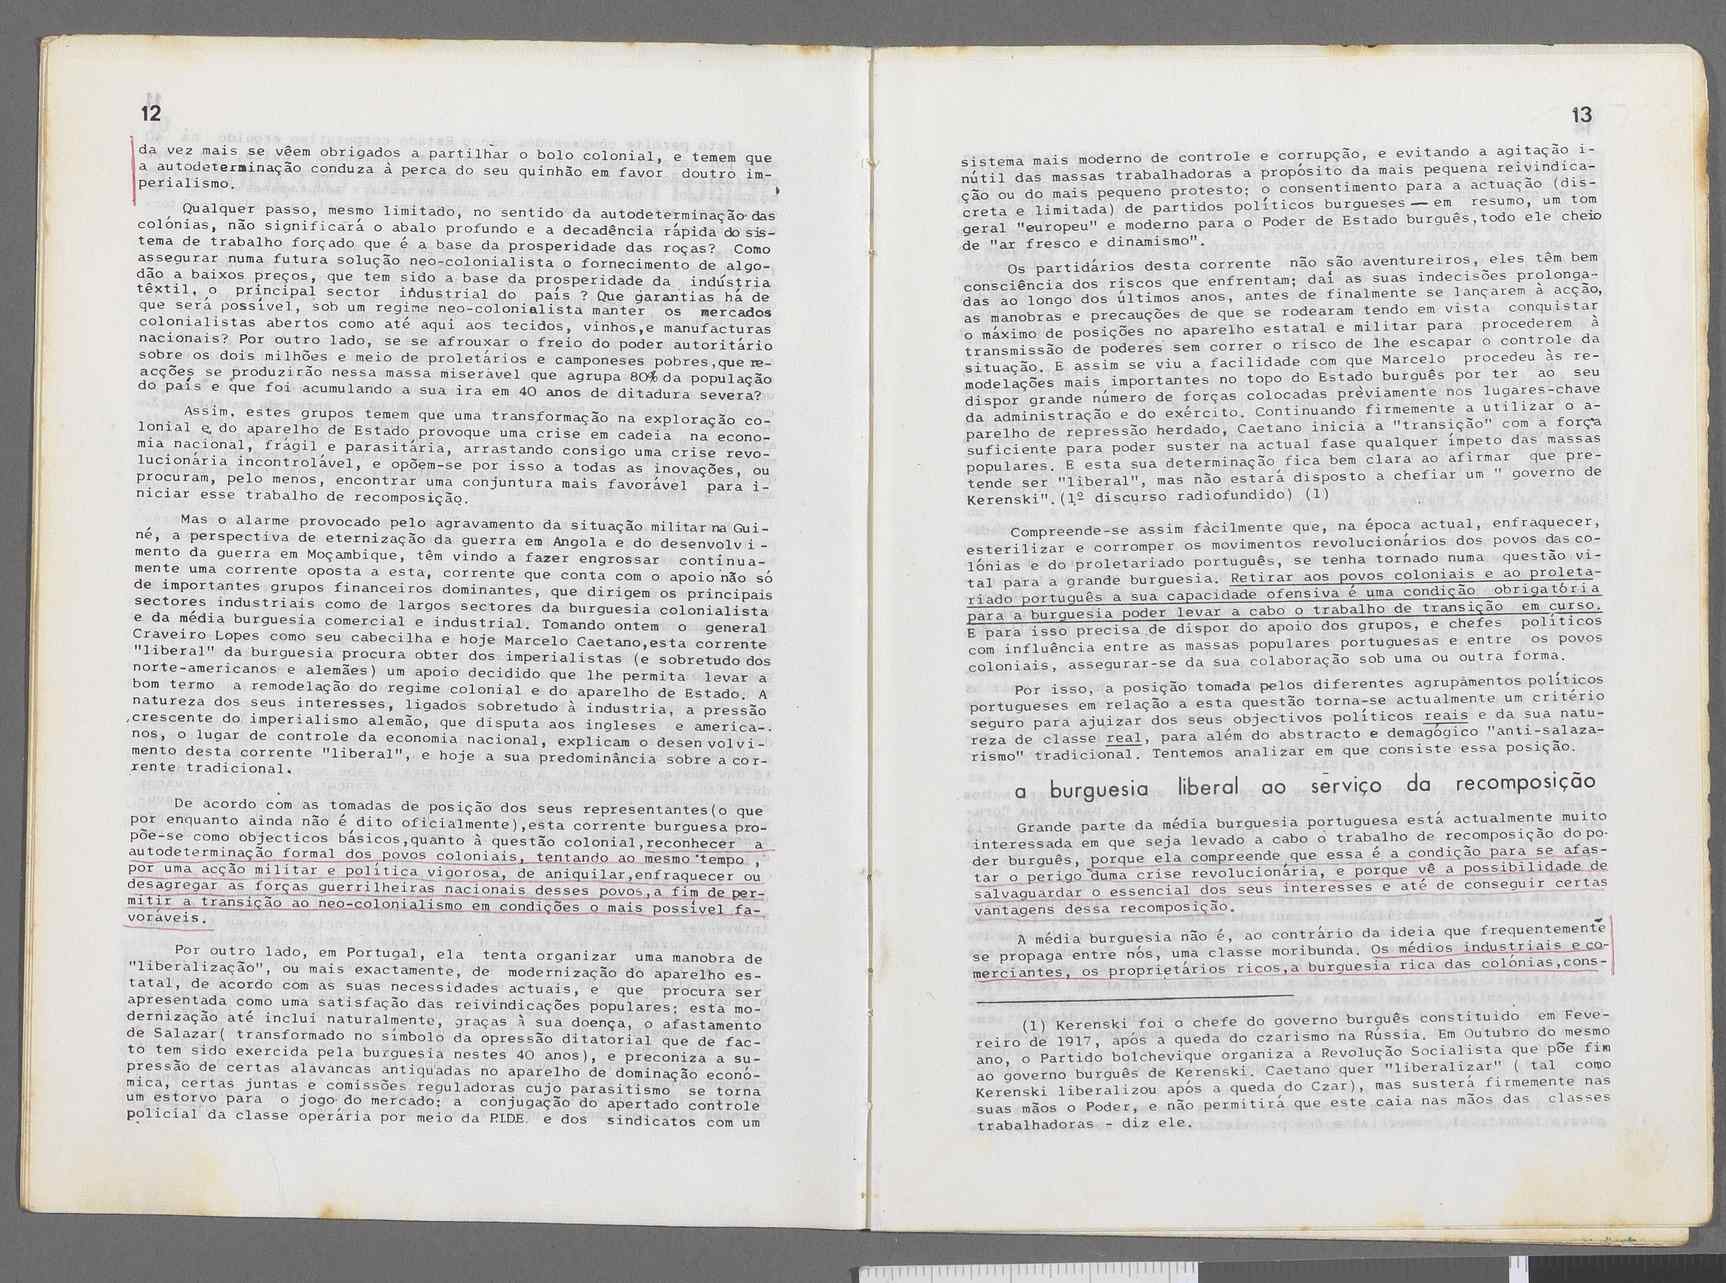 12
da vez mais se vêem obrigados a partilhar o bolo colonial, e temem que
a autodeterminação conduza à perca do seu quinhão em favor doutro im-
perialismo.
Qualquer passo, mesmo limitado, no sentido da autodeterminação das
colónias, não significará o abalo profundo e a decadência rápida do sis-
tema de trabalho forçado que é a base da prosperidade das roças? Como
assegurar numa futura solução neo-colonialista o fornecimento de algo-
dão a baixos preços, que tem sido a base da prosperidade da indústria
têxtil, o principal sector industrial do país ? Que garantias há de
que será possível, sob um regime neo-colonialista manter os mercados
colonialistas abertos como até aqui aos tecidos, vinhos,e manufacturas
nacionais? Por outro lado, se se afrouxar o freio do poder autoritário
sobre os dois milhões e meio de proletários e camponeses pobres,que re-
acções se produzirão nessa massa miserável que agrupa 80% da população
do país e que foi acumulando a sua ira em 40 anos de ditadura severa?
Assim, estes grupos temem que uma transformação na exploração co-
lonial e do aparelho de Estado provoque uma crise em cadeia na econo-
mia nacional, frágil e parasitária, arrastando consigo uma crise revo-
lucionária incontrolável, e opõem-se por isso a todas as inovações, ou
procuram, pelo menos, encontrar uma conjuntura mais favorável para i-
niciar esse trabalho de recomposição.
Mas o alarme provocado pelo agravamento da situação militar na Gui-
né, a perspectiva de eternização da guerra em Angola e do desenvolvi-
mento da guerra em Moçambique, têm vindo a fazer engrossar contínua-
mente uma corrente oposta a esta, corrente que conta com o apoio não só
de importantes grupos financeiros dominantes, que dirigem os principais
sectores industriais como de largos sectores da burguesia colonialista
e da média burguesia comercial e industrial. Tomando ontem o general
Craveiro Lopes como seu cabecilha e hoje Marcelo Caetano,esta corrente
"liberal" da burguesia procura obter dos imperialistas (e sobretudo dos
norte-americanos e alemães) um apoio decidido que lhe permita levar a
bom termo a remodelação do regime colonial e do aparelho de Estado. A
natureza dos seus interesses, ligados sobretudo à industria, a pressão
crescente do imperialismo alemão, que disputa aos ingleses e america-
nos, o lugar de controle da economia nacional, explicam o desenvolvi-
mento desta corrente "liberal", e hoje a sua predominância sobre a cor-
rente tradicional.
De acordo com as tomadas de posição dos seus representantes(o que
por enquanto ainda não é dito oficialmente),esta corrente burguesa pro-
põe-se como objecticos básicos,quanto à questão colonial,reconhecer a
autodeterminação formal dos povos coloniais, tentando ao mesmo tempo ,
por uma acção militar e política vigorosa, de aniquilar,enfraquecer ou
desagregar as forças guerrilheiras nacionais desses povos,a fim de per-
mitir a transição ao neo-colonialismo em condições o mais possível fa-
voráveis.
Por outro lado, em Portugal, ela tenta organizar uma manobra de
"liberalização", ou mais exactamente, de modernização do aparelho es-
tatal, de acordo com as suas necessidades actuais, e que procura ser
apresentada como uma satisfação das reivindicações populares; esta mo-
dernização até inclui naturalmente, graças à sua doença, o afastamento
de Salazar( transformado no símbolo da opressão ditatorial que de fac-
to tem sido exercida pela burguesia nestes 40 anos), e preconiza a su-
pressão de certas alavancas antiquadas no aparelho de dominação econó-
mica, certas juntas e comissões reguladoras cujo parasitismo se torna
um estorvo para o jogo do mercado; a conjugação do apertado controle
policial da classe operária por meio da P.I.D.E. e dos sindicatos com um
13
sistema mais moderno de controle e corrupção, e evitando a agitação i-
nútil das massas trabalhadoras a propósito da mais pequena reivindica-
ção ou do mais pequeno protesto; o consentimento para a actuação (dis-
creta e limitada) de partidos políticos burgueses — em resumo, um tom
geral "europeu" e moderno para o Poder de Estado burguês,todo ele cheio
de "ar fresco e dinamismo".
Os partidários desta corrente não são aventureiros, eles têm bem
consciência dos riscos que enfrentam; daí as suas indecisões prolonga-
das ao longo dos últimos anos, antes de finalmente se lançarem à acção,
as manobras e precauções de que se rodearam tendo em vista conquistar
o máximo de posições no aparelho estatal e militar para procederem à
transmissão de poderes sem correr o risco de lhe escapar o controle da
situação. E assim se viu a facilidade com que Marcelo procedeu às re-
modelações mais importantes no topo do Estado burguês por ter ao seu
dispor grande número de forças colocadas prèviamente nos lugares-chave
da administração e do exército. Continuando firmemente a utilizar o a-
parelho de repressão herdado, Caetano inicia a "transição" com a força
suficiente para poder suster na actual fase qualquer ímpeto das massas
populares. E esta sua determinação fica bem clara ao afirmar que pre-
tende ser "liberal", mas não estará disposto a chefiar um " governo de
Kerenski".(1º discurso radiofundido) (1)
Compreende-se assim fàcilmente que, na época actual, enfraquecer,
esterilizar e corromper os movimentos revolucionários dos povos das co-
lónias e do proletariado português, se tenha tornado numa questão vi-
tal para a grande burguesia. Retirar aos povos coloniais e ao proleta-
riado português a sua capacidade ofensiva é uma condição obrigatória
para a burguesia poder levar a cabo o trabalho de transição em curso.
E para isso precisa de dispor do apoio dos grupos, e chefes políticos
com influência entre as massas populares portuguesas e entre os povos
coloniais, assegurar-se da sua colaboração sob uma ou outra forma.
Por isso, a posição tomada pelos diferentes agrupamentos políticos
portugueses em relação a esta questão torna-se actualmente um critério
seguro para ajuizar dos seus objectivos políticos reais e da sua natu-
reza de classe real, para além do abstracto e demagógico "anti-salaza-
rismo" tradicional. Tentemos analizar em que consiste essa posição.
a burguesia liberal ao serviço da recomposição
Grande parte da média burguesia portuguesa está actualmente muito
interessada em que seja levado a cabo o trabalho de recomposição do po-
der burguês, porque ela compreende que essa é a condição para se afas-
tar o perigo duma crise revolucionária, e porque vê a possibilidade de
salvaguardar o essencial dos seus interesses e até de conseguir certas
vantagens dessa recomposição.
A média burguesia não é, ao contrário da ideia que frequentemente
se propaga entre nós, uma classe moribunda. Os médios industriais e co-
merciantes, os proprietários ricos,a burguesia rica das colónias,cons-
(1) Kerenski foi o chefe do governo burguês constituido em Feve-
reiro de 1917, após a queda do czarismo na Rússia. Em Outubro do mesmo
ano, o Partido bolchevique organiza a Revolução Socialista que põe fim
ao governo burguês de Kerenski. Caetano quer "liberalizar" ( tal como
Kerenski liberalizou após a queda do Czar), mas susterá firmemente nas
suas mãos o Poder, e não permitirá que este caia nas mãos das classes
trabalhadoras - diz ele.